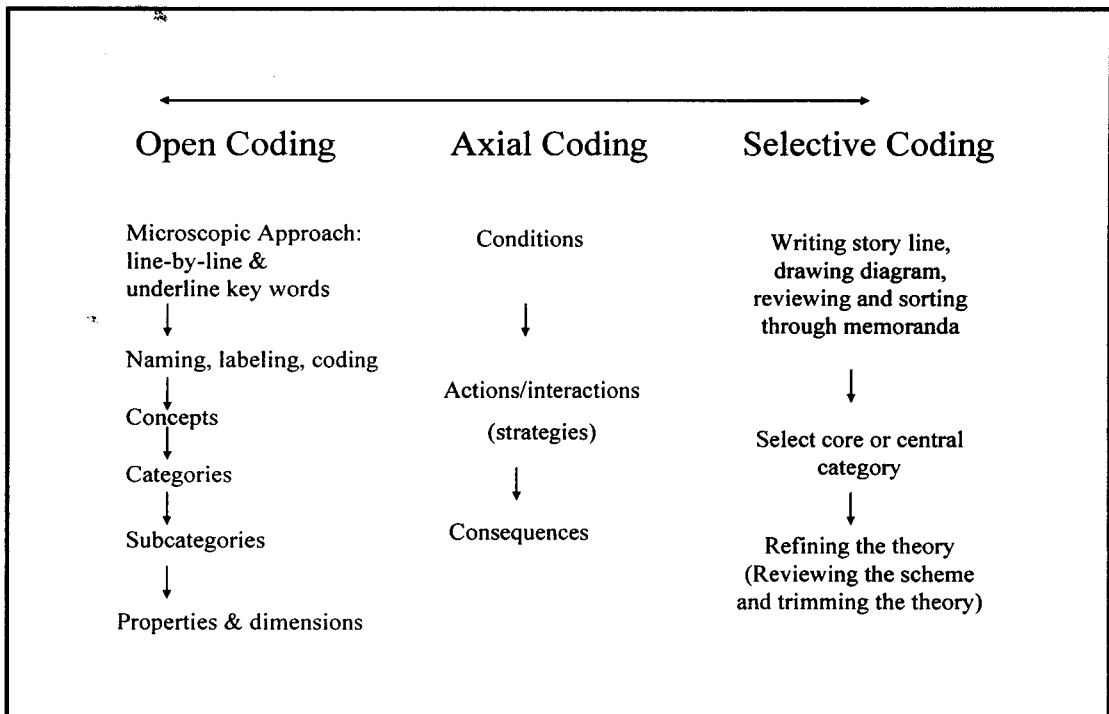 Open Coding
Axial Coding
Selective Coding
Microscopic Approach:
line-by-line &
underline key words
Naming, labeling, coding
Concepts
Categories
Subcategories
Properties & dimensions
Conditions
Actions/interactions
(strategies)
Consequences
Writing story line,
drawing diagram,
reviewing and sorting
through memoranda
Select core or central
category
Refining the theory
(Reviewing the scheme
and trimming the theory)